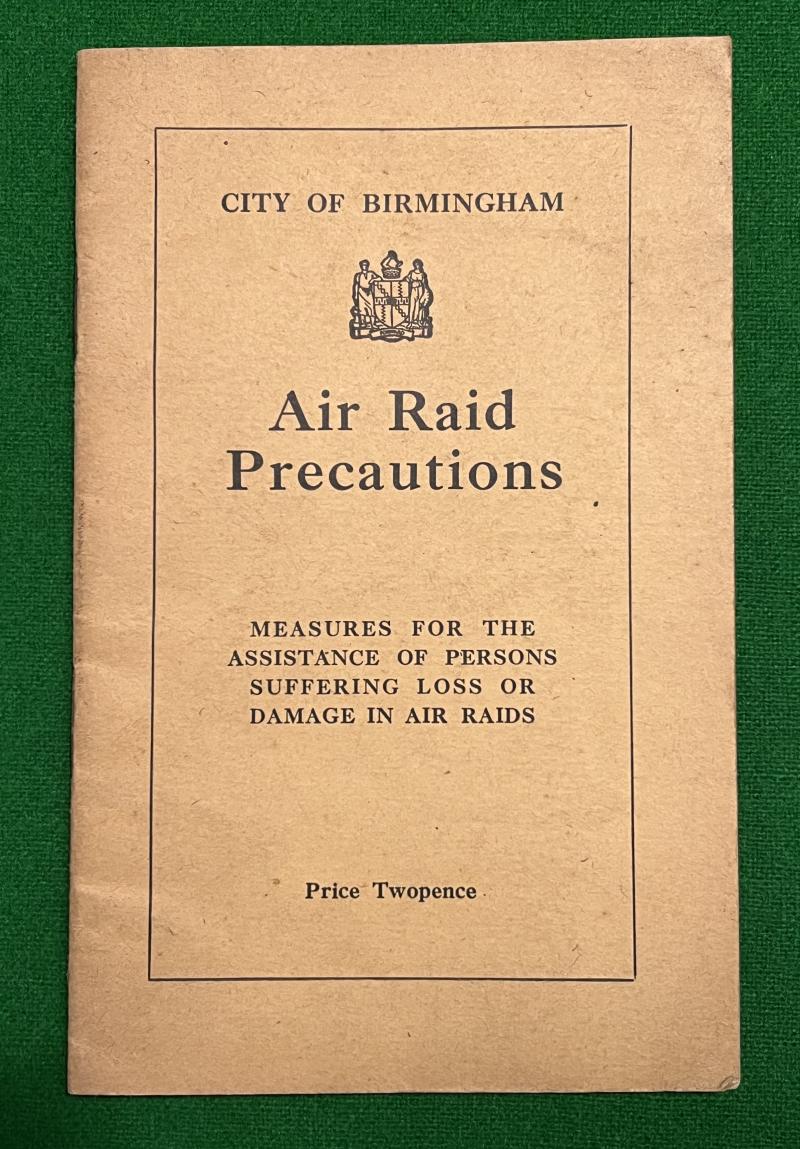 CITY OF BIRMINGHAM
Air Raid
Precautions
MEASURES FOR THE
ASSISTANCE OF PERSONS
SUFFERING LOSS OR
DAMAGE IN AIR RAIDS
Price Twopence